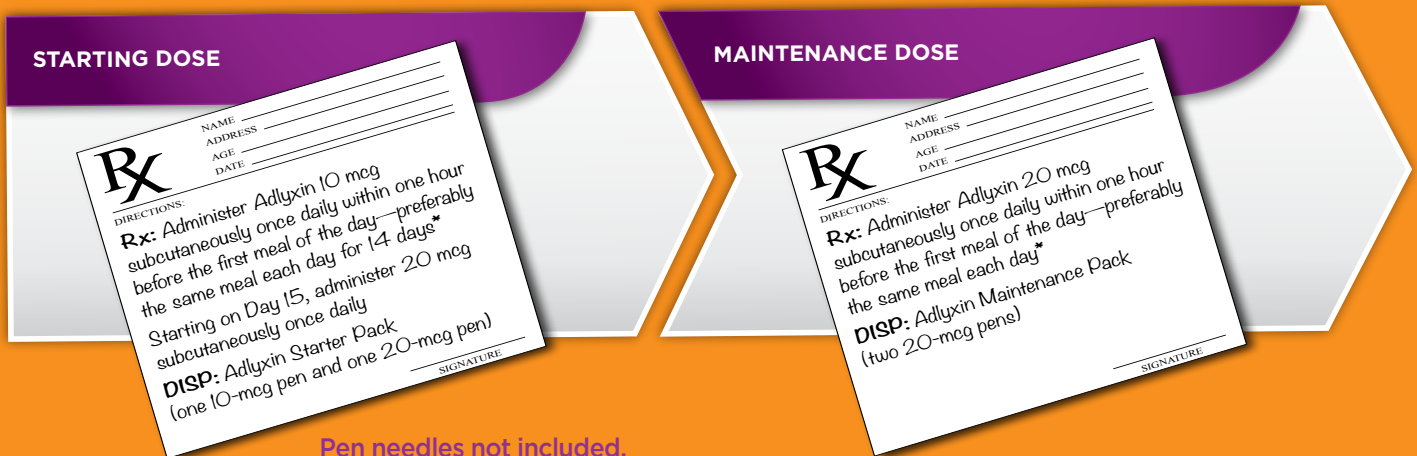 STARTING DOSE
NAME
ADDRESS
AGE
DATE
Rx
DIRECTIONS:
Rx: Administer Adlyxin 10 mcg
subcutaneously once daily within one hour
before the first meal of the day—preferably
the same meal each day for 14 days*
Starting on Day 15, administer 20 mcg
subcutaneously once daily
DISP: Adlyxin Starter Pack
(one 10-mcg pen and one 20-mcg pen)
SIGNATURE
MAINTENANCE DOSE
NAME
ADDRESS
AGE
DATE
Rx
DIRECTIONS:
Rx: Administer Adlyxin 20 mcg
subcutaneously once daily within one hour
before the first meal of the day—preferably
the same meal each day*
DISP: Adlyxin Maintenance Pack
(two 20-mcg pens)
SIGNATURE
Pen needles not included.